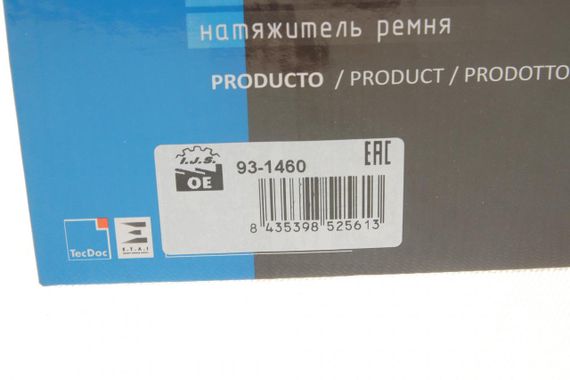 натяжитель ремня
PRODUCTO / PRODUCT / PRODOTTO
I.J.S.
OE
93-1460
EAC
8 435398 525613
TecDoc
E.T.A.I